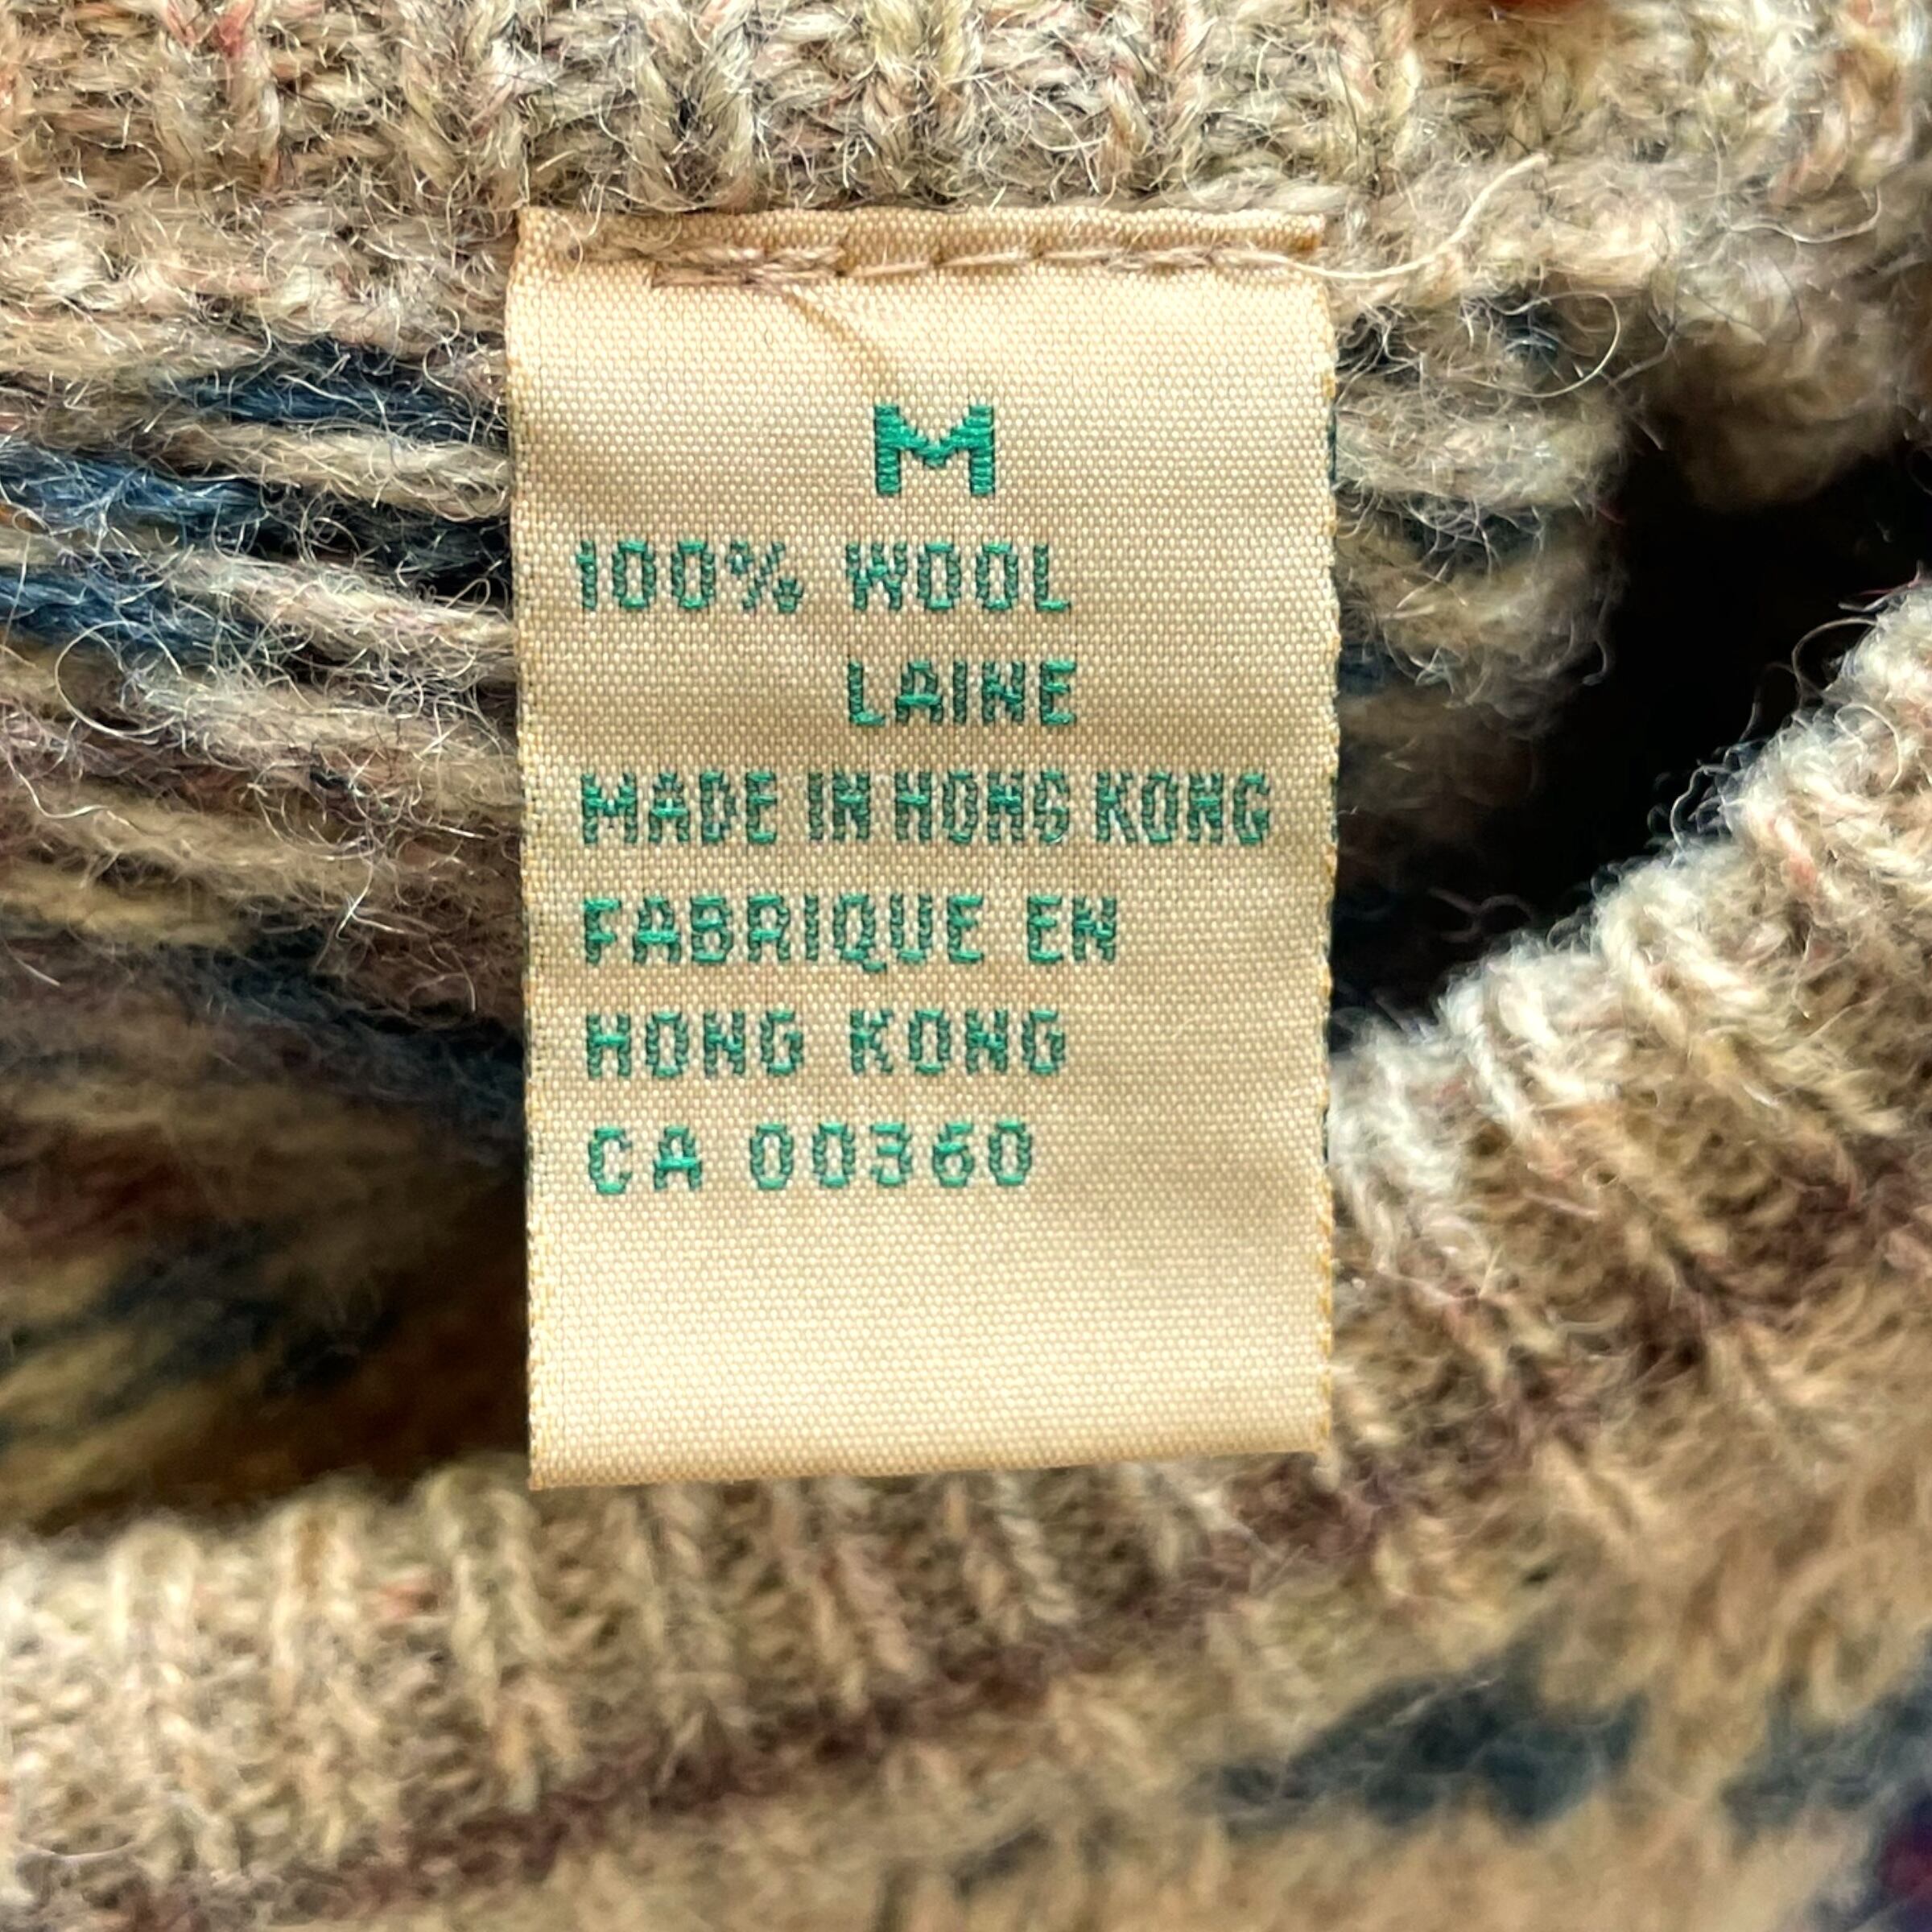 M
100% WOOL
LAINE
MADE IN HONG KONG
FABRIQUE EN
HONG KONG
CA 00360